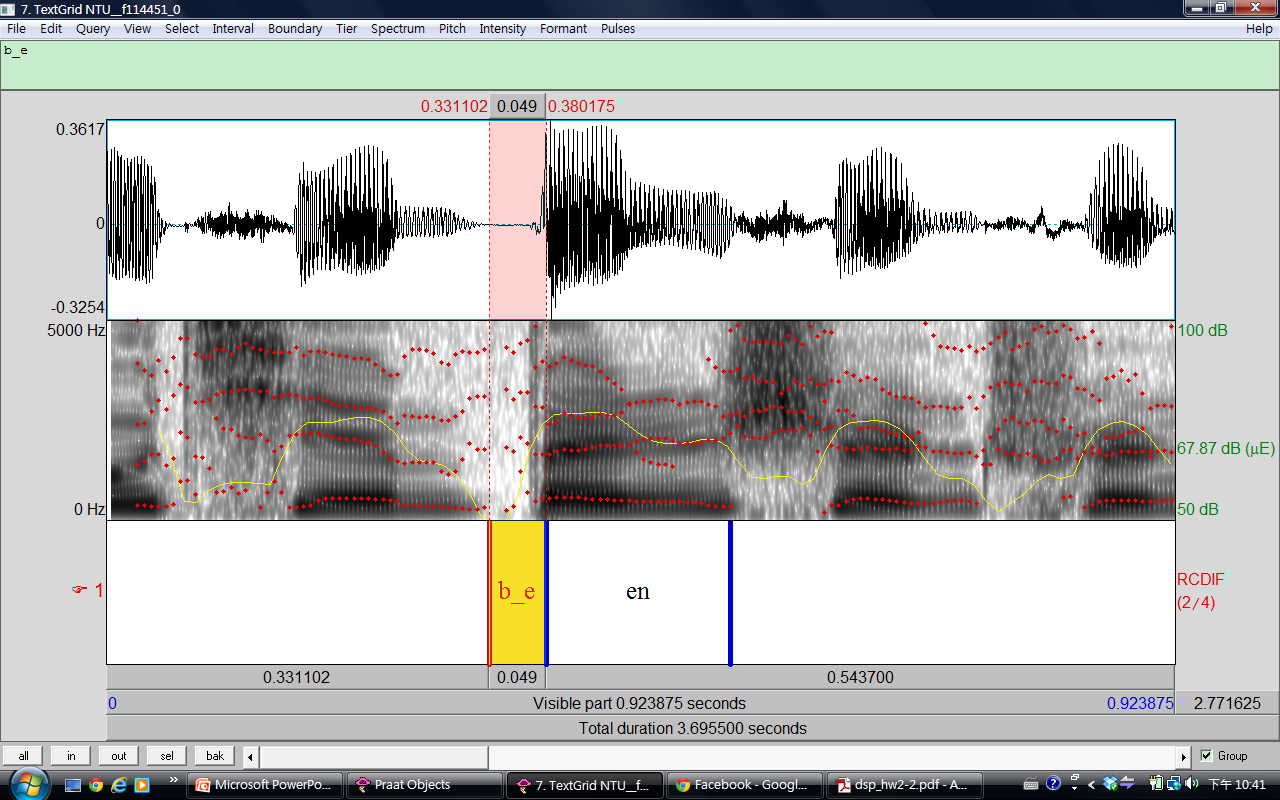 7. TextGrid NTU__f114451_0
File Edit Query View Select Interval Boundary Tier Spectrum Pitch Intensity Formant Pulses Help
b_e
0.331102 0.049 0.380175
0.3617
0
-0.3254
5000 Hz 100 dB
67.87 dB (µE)
0 Hz 50 dB
☞ 1 b_e en RCDIF
(2/4)
0.331102 0.049 0.543700
0 Visible part 0.923875 seconds 0.923875 2.771625
Total duration 3.695500 seconds
all in out sel bak Group
Microsoft PowerPo... Praat Objects 7. TextGrid NTU__f... Facebook - Googl... dsp_hw2-2.pdf - A... 下午 10:41